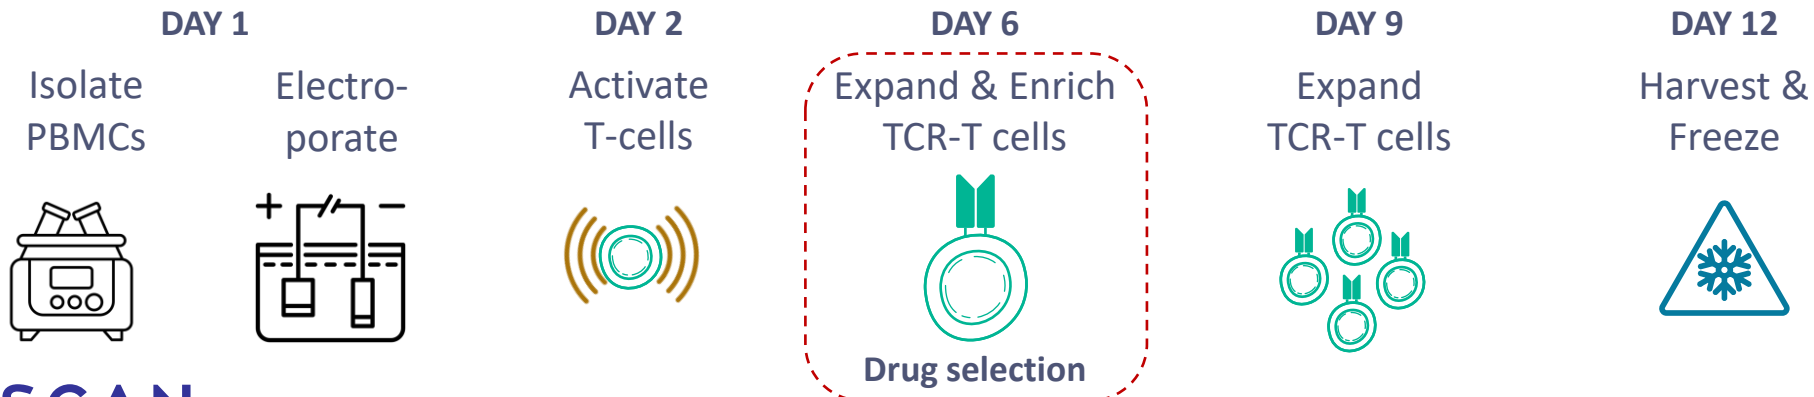 DAY 1
Isolate
PBMCs
Electro-
porate
DAY 2
Activate
T-cells
DAY 6
Expand & Enrich
TCR-T cells
Drug selection
DAY 9
Expand
TCR-T cells
DAY 12
Harvest &
Freeze
SCAN